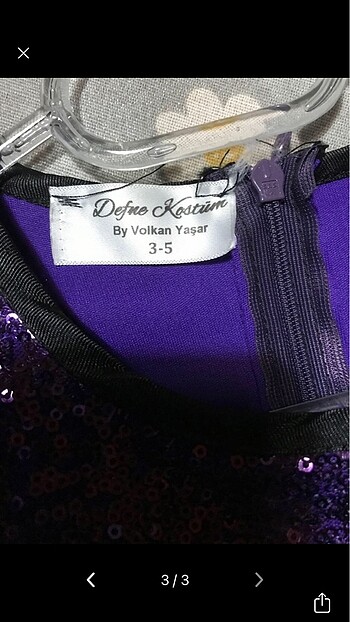 Defne Kostüm
By Volkan Yaşar
3-5
3/3